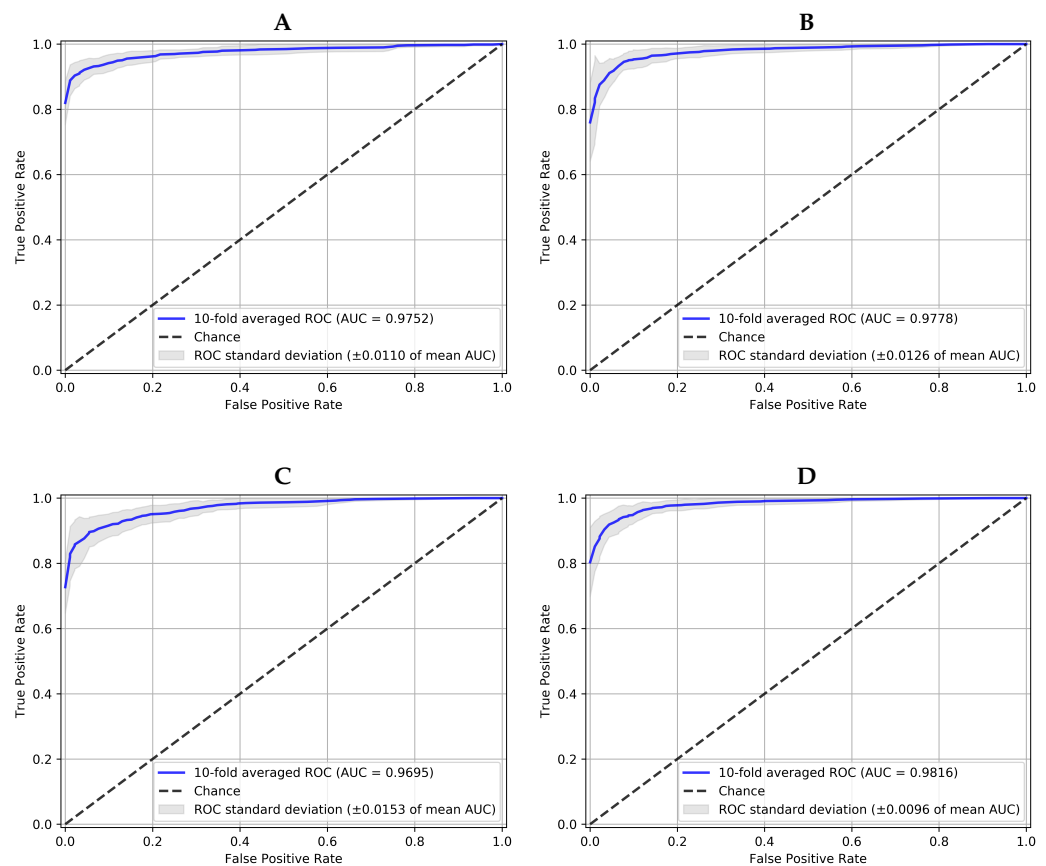 A
1.0
0.8
0.6
0.4
0.2
0.0
True Positive Rate
10-fold averaged ROC (AUC = 0.9752)
Chance
ROC standard deviation (±0.0110 of mean AUC)
0.0 0.2 0.4 0.6 0.8 1.0
False Positive Rate
B
1.0
0.8
0.6
0.4
0.2
0.0
True Positive Rate
10-fold averaged ROC (AUC = 0.9778)
Chance
ROC standard deviation (±0.0126 of mean AUC)
0.0 0.2 0.4 0.6 0.8 1.0
False Positive Rate
C
1.0
0.8
0.6
0.4
0.2
0.0
True Positive Rate
10-fold averaged ROC (AUC = 0.9695)
Chance
ROC standard deviation (±0.0153 of mean AUC)
0.0 0.2 0.4 0.6 0.8 1.0
False Positive Rate
D
1.0
0.8
0.6
0.4
0.2
0.0
True Positive Rate
10-fold averaged ROC (AUC = 0.9816)
Chance
ROC standard deviation (±0.0096 of mean AUC)
0.0 0.2 0.4 0.6 0.8 1.0
False Positive Rate